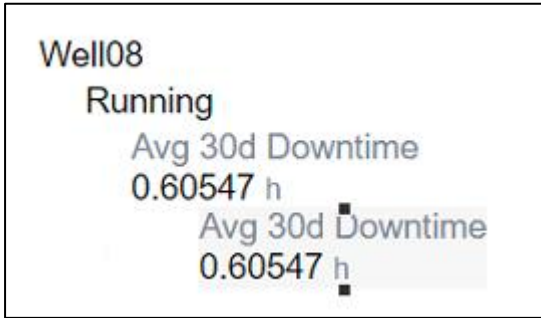 Well08
Running
Avg 30d Downtime
0.60547 h
Avg 30d Downtime
0.60547 h